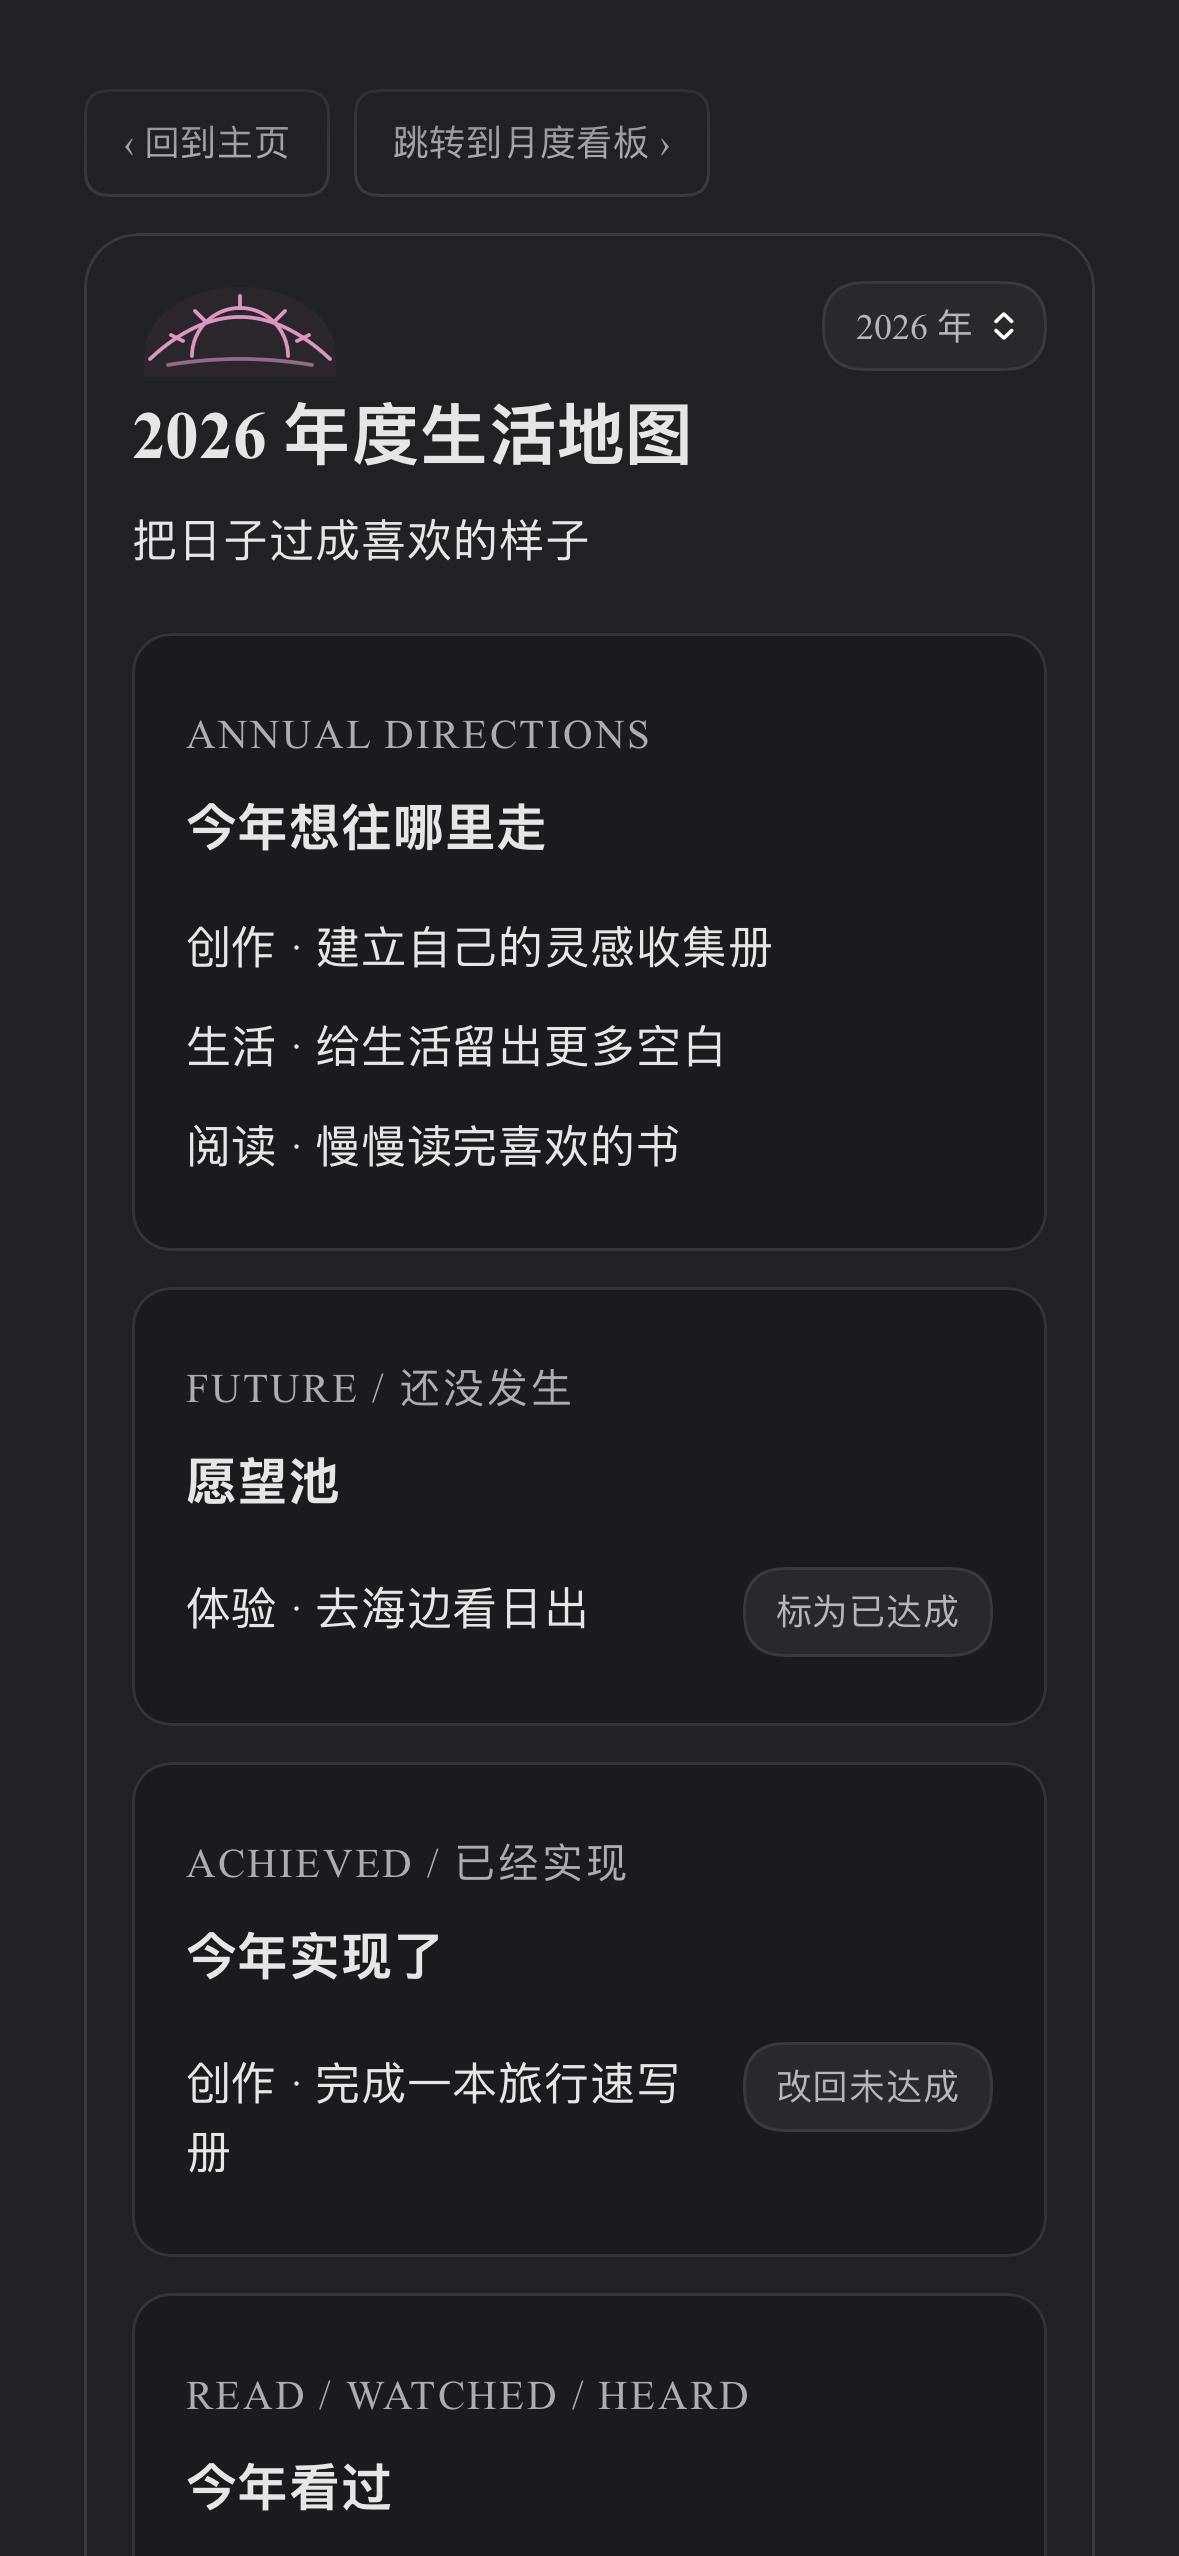 ‹ 回到主页
跳转到月度看板 ›
2026 年
2026 年度生活地图
把日子过成喜欢的样子
ANNUAL DIRECTIONS
今年想往哪里走
创作 · 建立自己的灵感收集册
生活 · 给生活留出更多空白
阅读 · 慢慢读完喜欢的书
FUTURE / 还没发生
愿望池
体验 · 去海边看日出
标为已达成
ACHIEVED / 已经实现
今年实现了
创作 · 完成一本旅行速写
册
改回未达成
READ / WATCHED / HEARD
今年看过